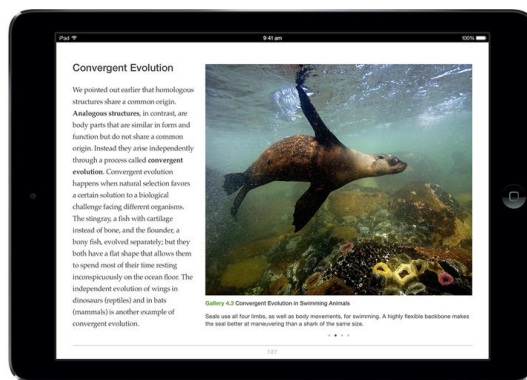 iPad
9:41 am
100%
Convergent Evolution
We pointed out earlier that homologous
structures share a common origin.
Analogous structures, in contrast, are
body parts that are similar in form and
function but do not share a common
origin. Instead they arise independently
through a process called convergent
evolution. Convergent evolution
happens when natural selection favors
a certain solution to a biological
challenge facing different organisms.
The stingray, a fish with cartilage
instead of bone, and the flounder, a
bony fish, evolved separately; but they
both have a flat shape that allows them
to spend most of their time resting
inconspicuously on the ocean floor. The
independent evolution of wings in
dinosaurs (reptiles) and in bats
(mammals) is another example of
convergent evolution.
Gallery 4.3 Convergent Evolution in Swimming Animals
Seals use all four limbs, as well as body movements, for swimming. A highly flexible backbone makes
the seal better at maneuvering than a shark of the same size.